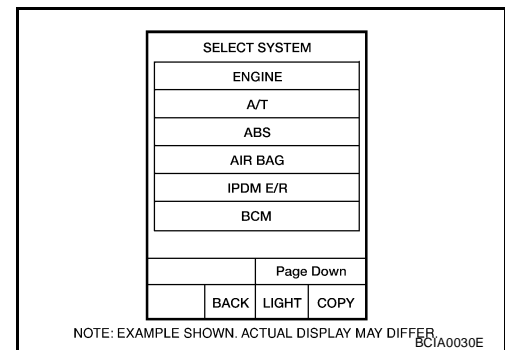 SELECT SYSTEM
ENGINE
A/T
ABS
AIR BAG
IPDM E/R
BCM
Page Down
BACK LIGHT COPY
NOTE: EXAMPLE SHOWN. ACTUAL DISPLAY MAY DIFFER.
BCIA0030E